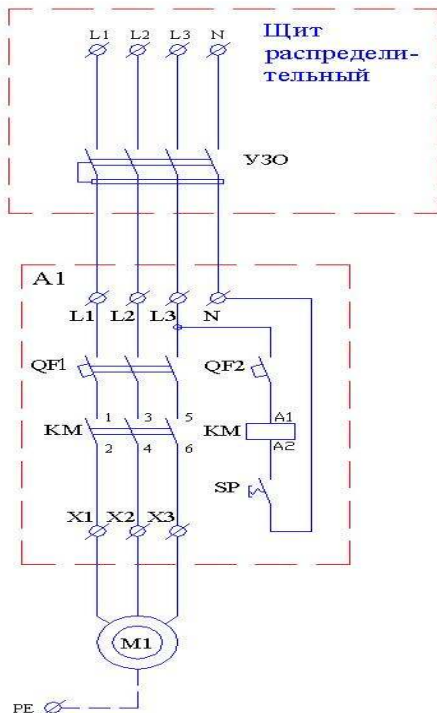 L1 L2 L3 N
Щит
распредели-
тельный
УЗО
A1
L1 L2 L3 N
QF1
QF2
KM
1
3
5
2
4
6
KM
A1
A2
SP
X1 X2 X3
M1
PE